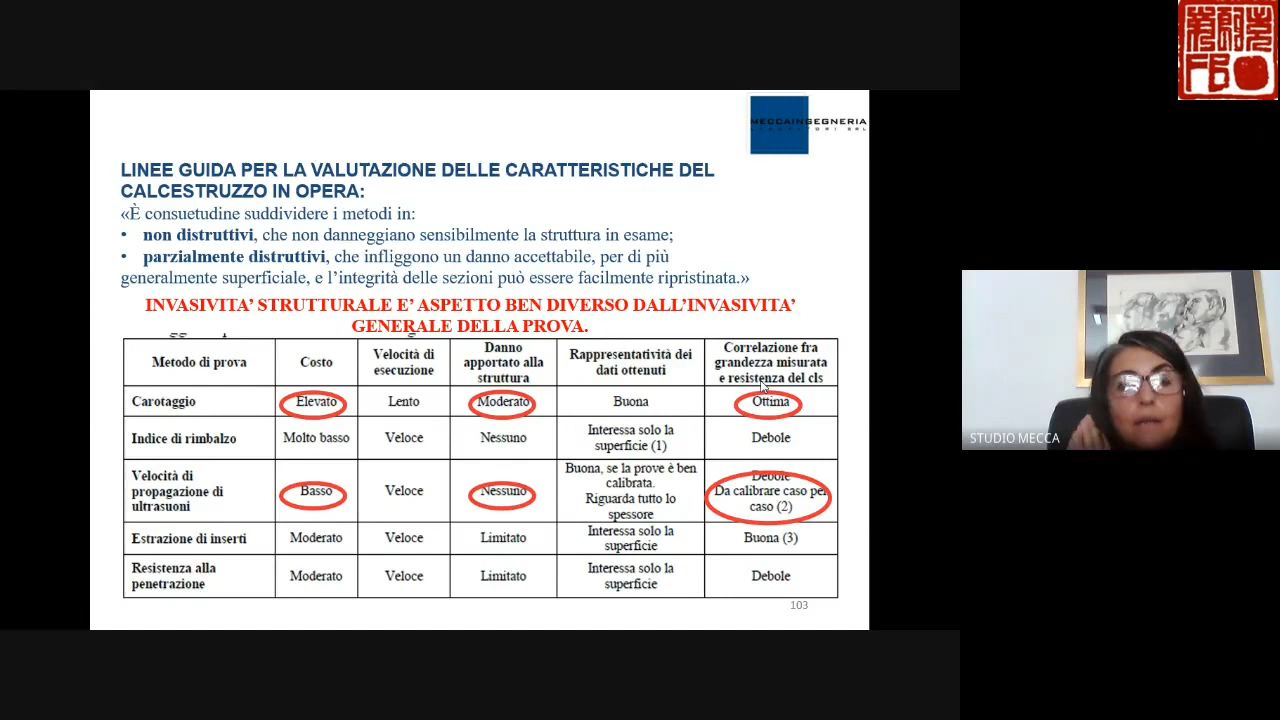 MECCAINGEGNERIA
LABORATORI SRL
LINEE GUIDA PER LA VALUTAZIONE DELLE CARATTERISTICHE DEL
CALCESTRUZZO IN OPERA:
«È consuetudine suddividere i metodi in:
• non distruttivi, che non danneggiano sensibilmente la struttura in esame;
• parzialmente distruttivi, che infliggono un danno accettabile, per di più
generalmente superficiale, e l’integrità delle sezioni può essere facilmente ripristinata.»
INVASIVITA’ STRUTTURALE E’ ASPETTO BEN DIVERSO DALL’INVASIVITA’
GENERALE DELLA PROVA.
Metodo di prova
Costo
Velocità di
esecuzione
Danno
apportato alla
struttura
Rappresentatività dei
dati ottenuti
Correlazione fra
grandezza misurata
e resistenza del cls
Carotaggio
Elevato
Lento
Moderato
Buona
Ottima
Indice di rimbalzo
Molto basso
Veloce
Nessuno
Interessa solo la
superficie (1)
Debole
Velocità di
propagazione di
ultrasuoni
Basso
Veloce
Nessuno
Buona, se la prove è ben
calibrata.
Riguarda tutto lo
spessore
Debole
Da calibrare caso per
caso (2)
Estrazione di inserti
Moderato
Veloce
Limitato
Interessa solo la
superficie
Buona (3)
Resistenza alla
penetrazione
Moderato
Veloce
Limitato
Interessa solo la
superficie
Debole
103
STUDIO MECCA